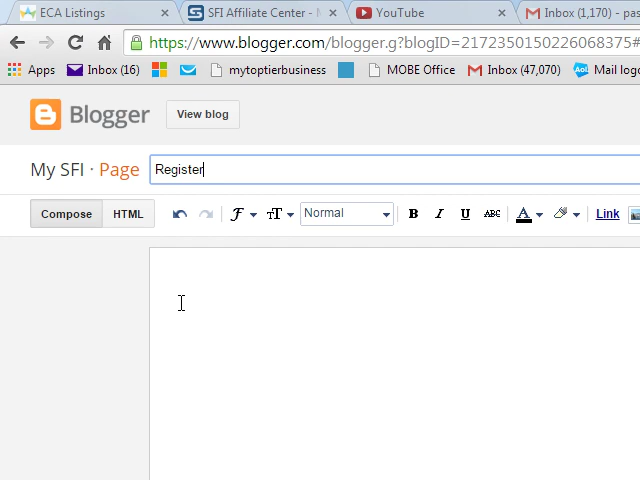 ECA Listings × SFI Affiliate Center - M × YouTube × Inbox (1,170) - pas
https://www.blogger.com/blogger.g?blogID=2172350150226068375#
Apps Inbox (16) mytoptierbusiness MOBE Office Inbox (47,070) Aol. Mail logo
Blogger View blog
My SFI · Page Register
Compose HTML F TT Normal B I U ABC A Link